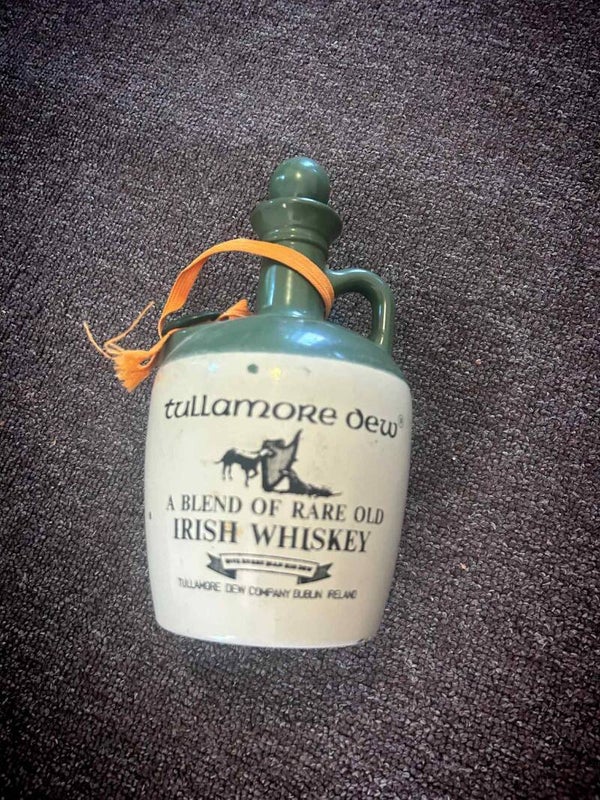 tullamore dew®
A BLEND OF RARE OLD
IRISH WHISKEY
TULLAMORE DEW COMPANY DUBLIN IRELAND